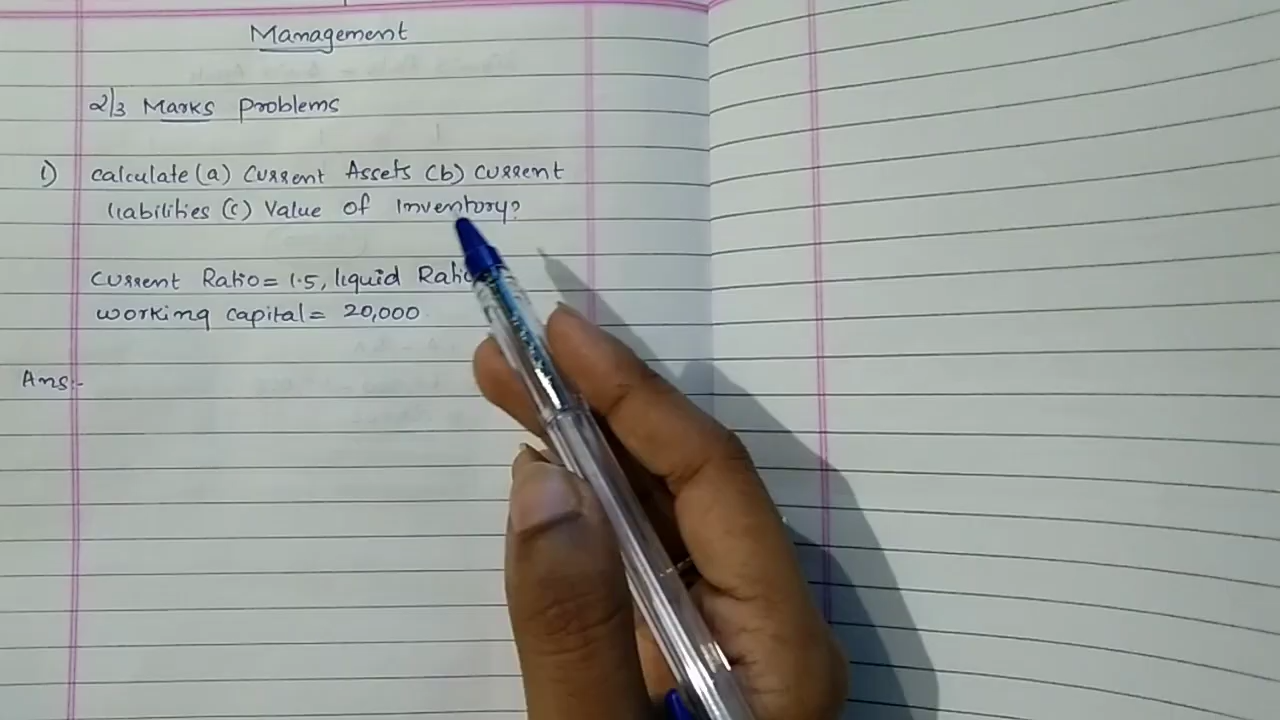 Management
2/3 Marks Problems
1) Calculate (a) Current Assets (b) Current
liabilities (c) Value of Inventory?
Current Ratio = 1.5, liquid Ratio
working capital = 20,000
Ans:-